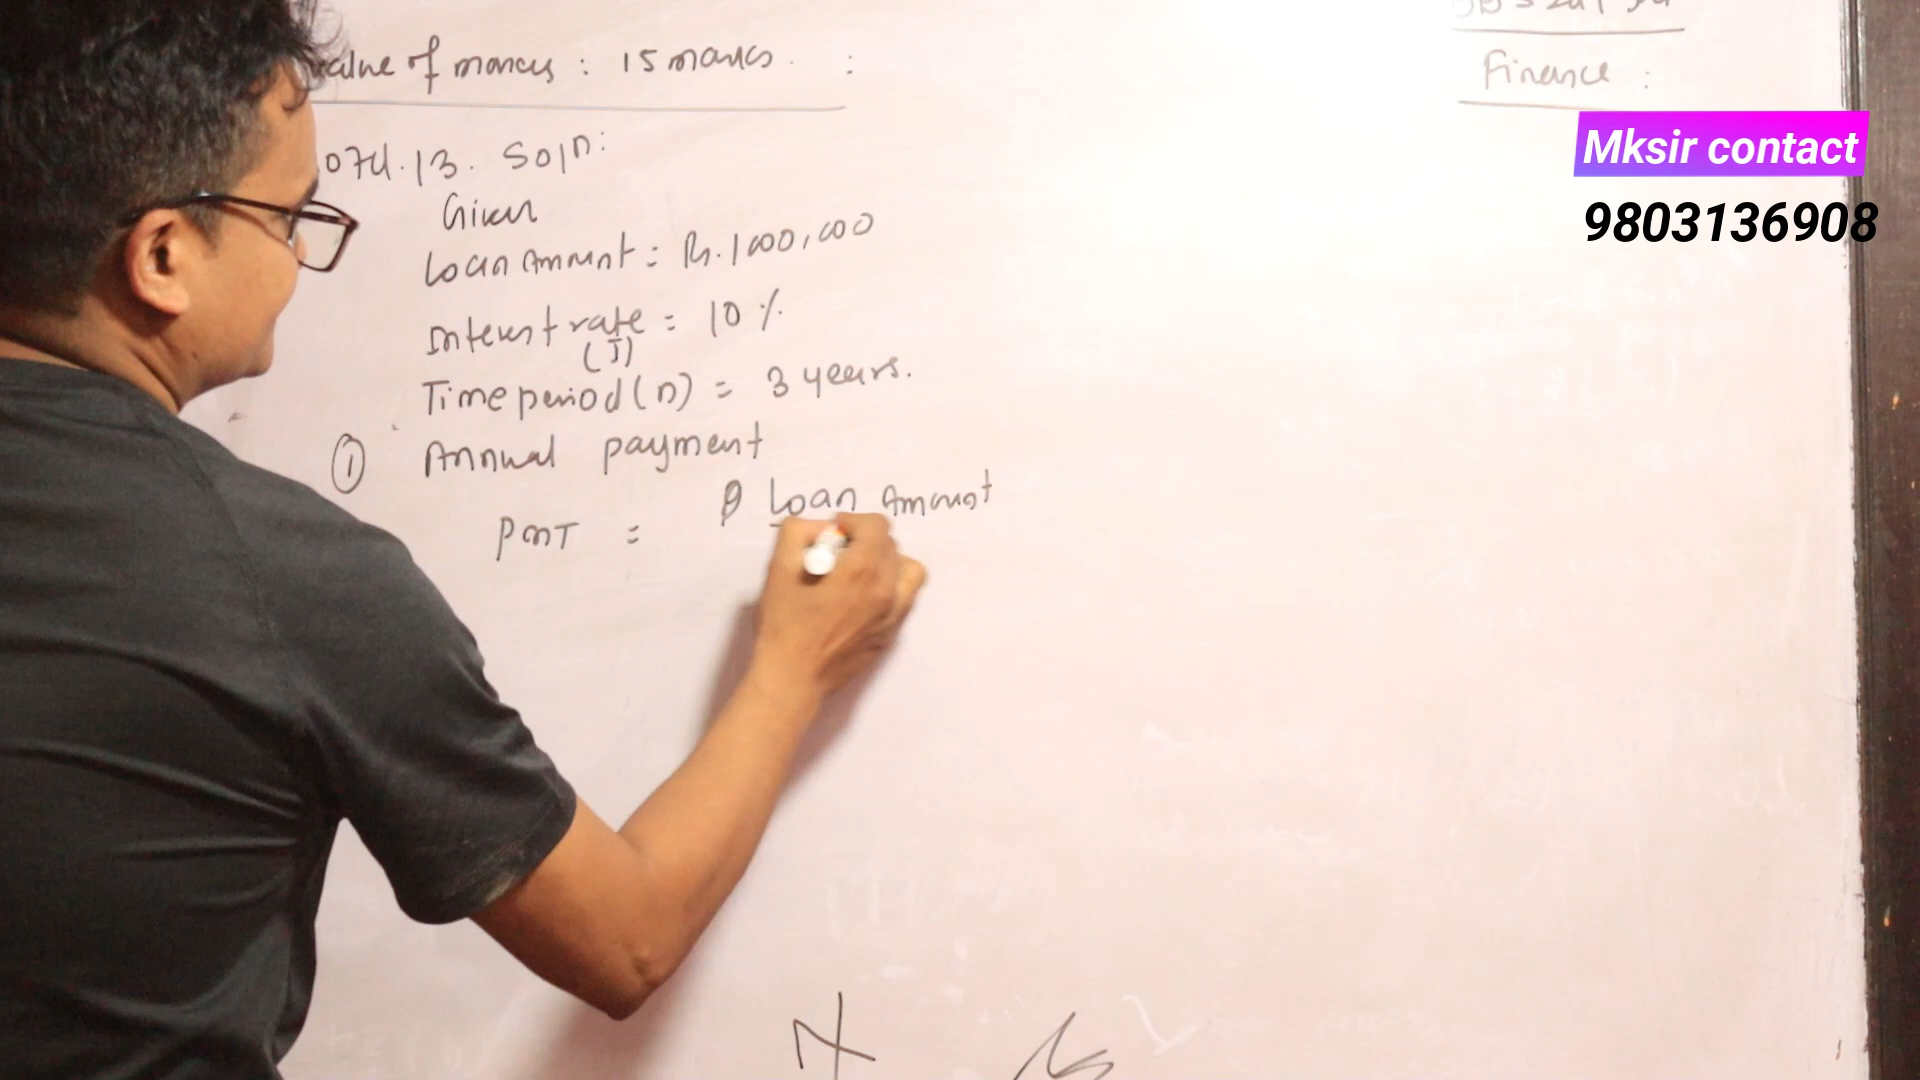 value of money : 15 marks. :
Finance :
Mksir contact
9803136908
074.13. Soln:
Given
Loan Amount = Rs. 1000,000
Interest rate = 10 %
(I)
Time period (n) = 3 years.
① Annual payment
PMT = Loan Amount